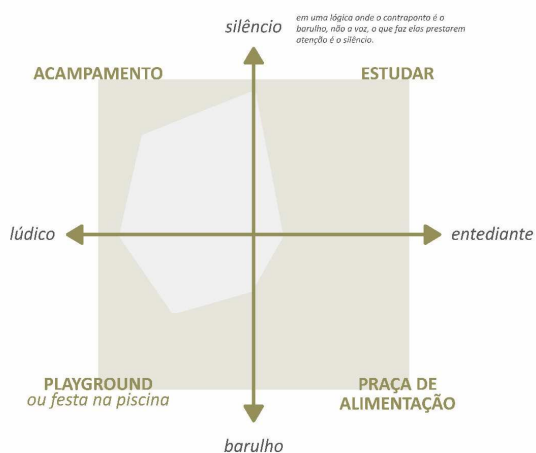 silêncio
em uma lógica onde o contraponto é o
barulho, não a voz, o que faz elas prestarem
atenção é o silêncio.
ACAMPAMENTO
ESTUDAR
lúdico
entediante
PLAYGROUND
ou festa na piscina
PRAÇA DE
ALIMENTAÇÃO
barulho